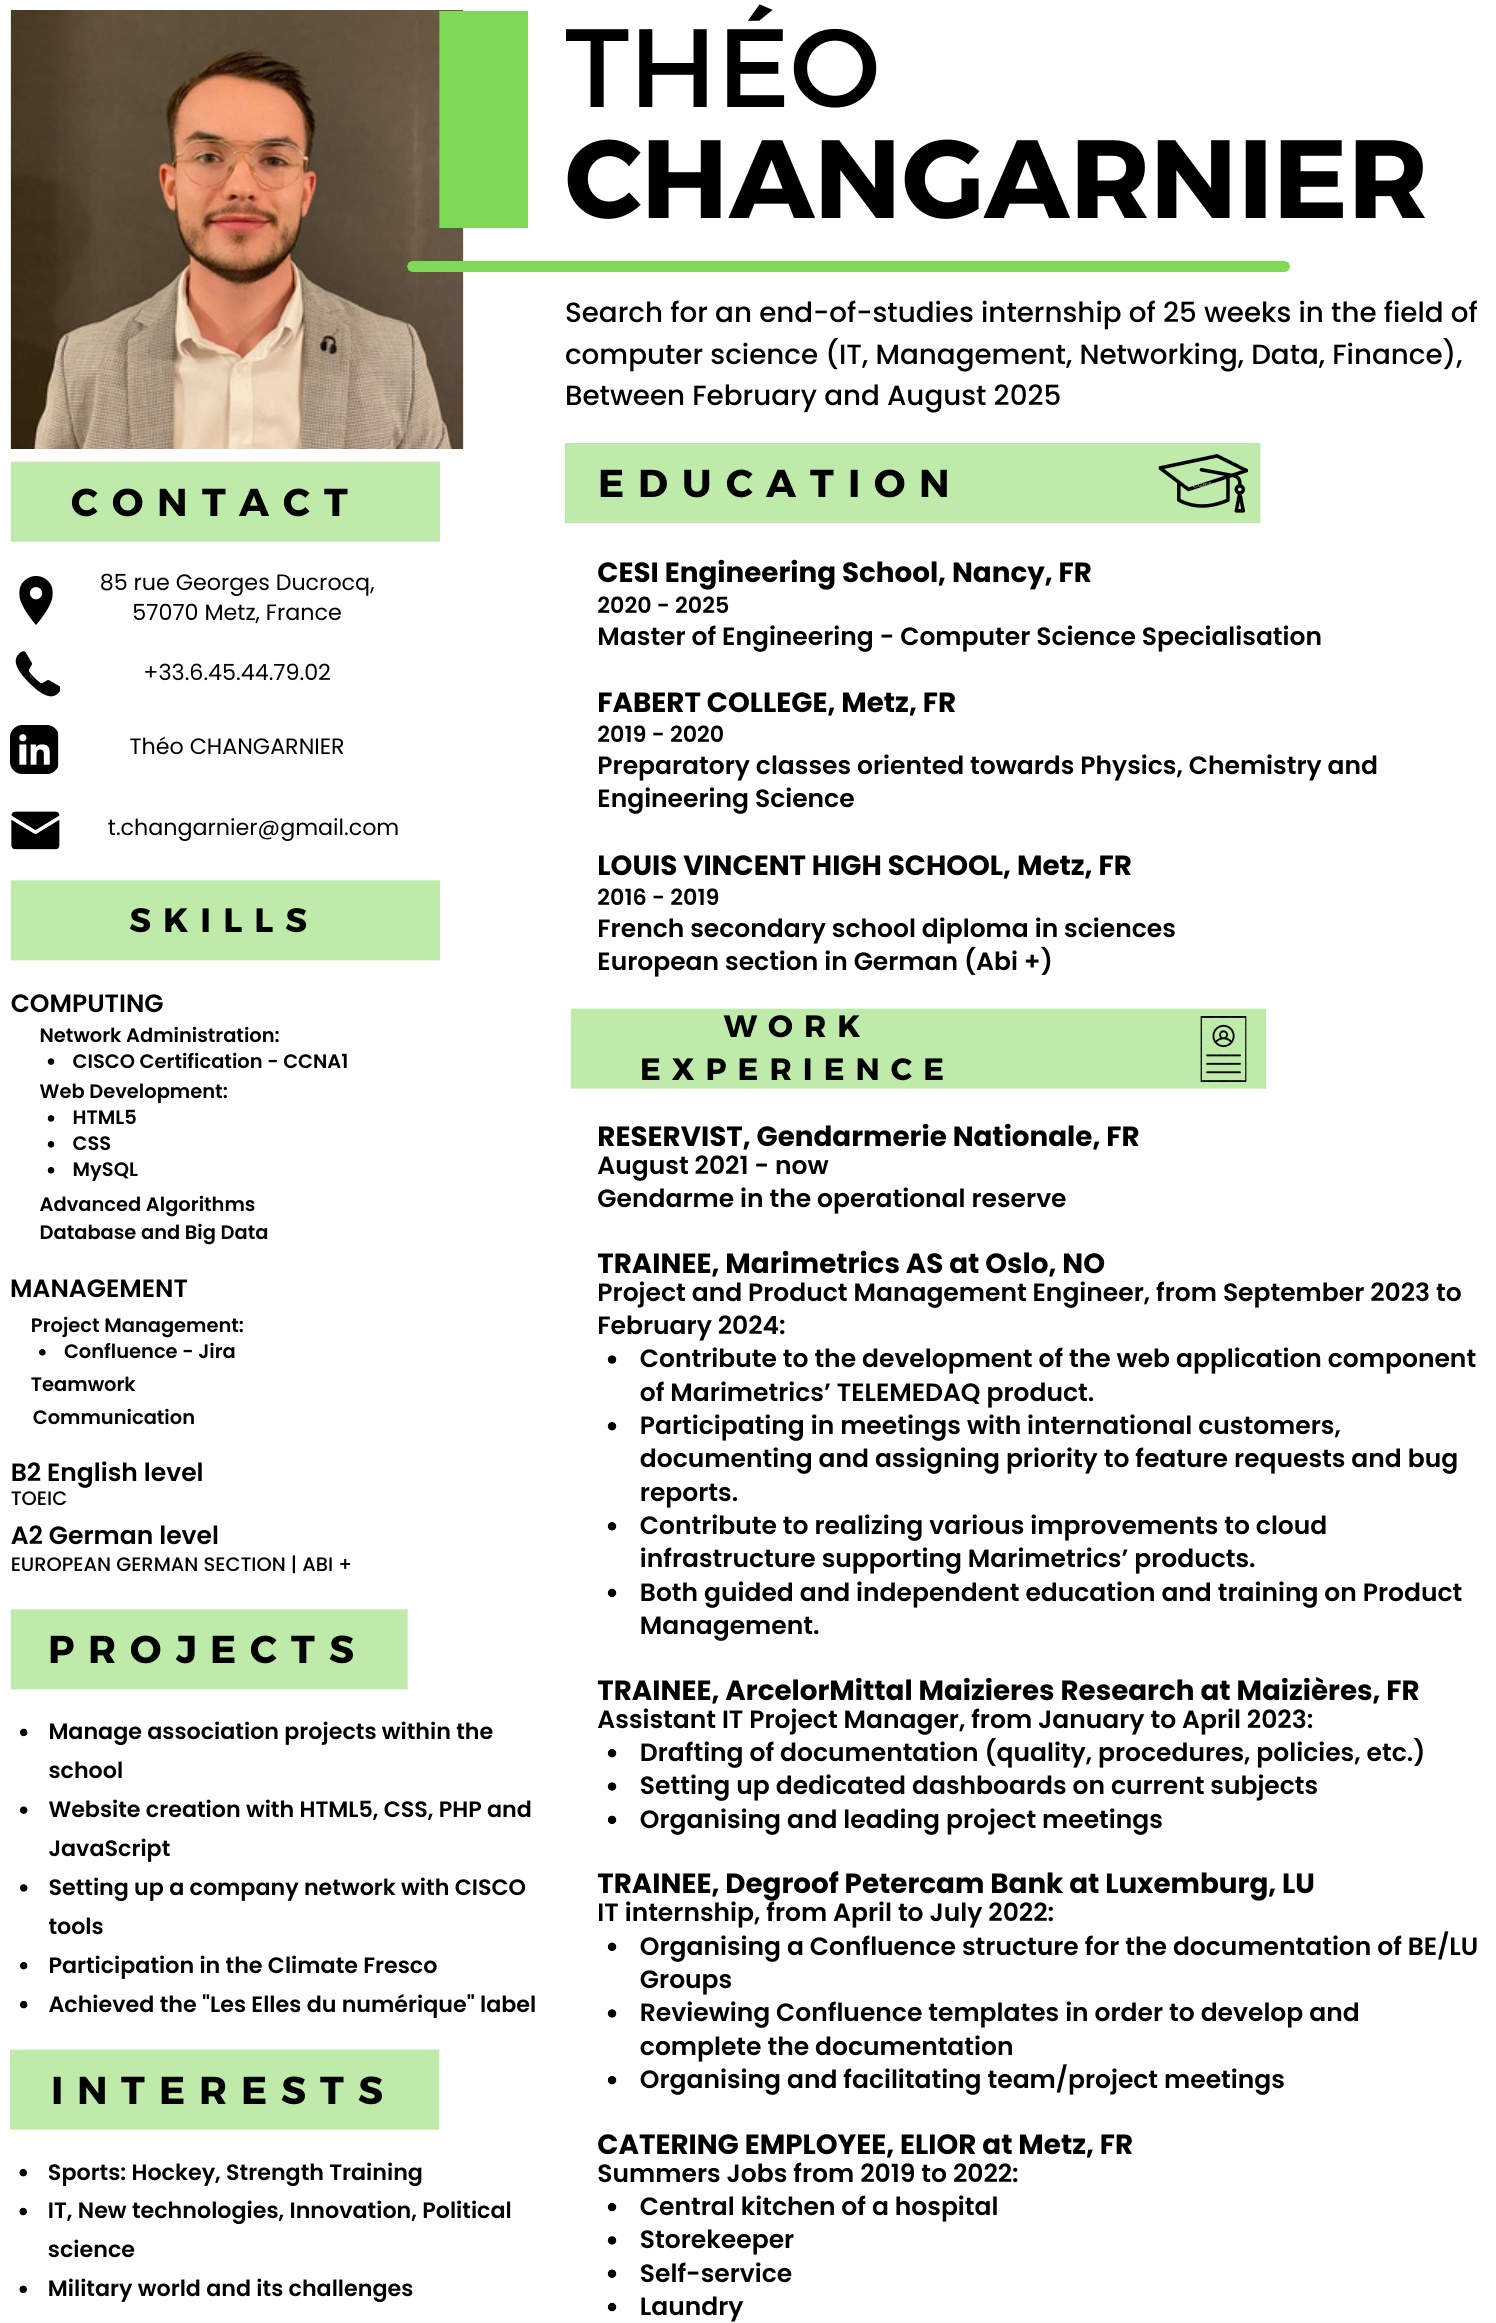 THÉO
CHANGARNIER
Search for an end-of-studies internship of 25 weeks in the field of
computer science (IT, Management, Networking, Data, Finance),
Between February and August 2025
CONTACT
85 rue Georges Ducrocq,
57070 Metz, France
+33.6.45.44.79.02
in
Théo CHANGARNIER
t.changarnier@gmail.com
SKILLS
COMPUTING
Network Administration:
• CISCO Certification - CCNA1
Web Development:
• HTML5
• CSS
• MySQL
Advanced Algorithms
Database and Big Data
MANAGEMENT
Project Management:
• Confluence - Jira
Teamwork
Communication
B2 English level
TOEIC
A2 German level
EUROPEAN GERMAN SECTION | ABI +
PROJECTS
• Manage association projects within the
school
• Website creation with HTML5, CSS, PHP and
JavaScript
• Setting up a company network with CISCO
tools
• Participation in the Climate Fresco
• Achieved the "Les Elles du numérique" label
INTERESTS
• Sports: Hockey, Strength Training
• IT, New technologies, Innovation, Political
science
• Military world and its challenges
EDUCATION
CESI Engineering School, Nancy, FR
2020 - 2025
Master of Engineering - Computer Science Specialisation
FABERT COLLEGE, Metz, FR
2019 - 2020
Preparatory classes oriented towards Physics, Chemistry and
Engineering Science
LOUIS VINCENT HIGH SCHOOL, Metz, FR
2016 - 2019
French secondary school diploma in sciences
European section in German (Abi +)
WORK
EXPERIENCE
RESERVIST, Gendarmerie Nationale, FR
August 2021 - now
Gendarme in the operational reserve
TRAINEE, Marimetrics AS at Oslo, NO
Project and Product Management Engineer, from September 2023 to
February 2024:
• Contribute to the development of the web application component
of Marimetrics’ TELEMEDAQ product.
• Participating in meetings with international customers,
documenting and assigning priority to feature requests and bug
reports.
• Contribute to realizing various improvements to cloud
infrastructure supporting Marimetrics’ products.
• Both guided and independent education and training on Product
Management.
TRAINEE, ArcelorMittal Maizieres Research at Maizières, FR
Assistant IT Project Manager, from January to April 2023:
• Drafting of documentation (quality, procedures, policies, etc.)
• Setting up dedicated dashboards on current subjects
• Organising and leading project meetings
TRAINEE, Degroof Petercam Bank at Luxemburg, LU
IT internship, from April to July 2022:
• Organising a Confluence structure for the documentation of BE/LU
Groups
• Reviewing Confluence templates in order to develop and
complete the documentation
• Organising and facilitating team/project meetings
CATERING EMPLOYEE, ELIOR at Metz, FR
Summers Jobs from 2019 to 2022:
• Central kitchen of a hospital
• Storekeeper
• Self-service
• Laundry